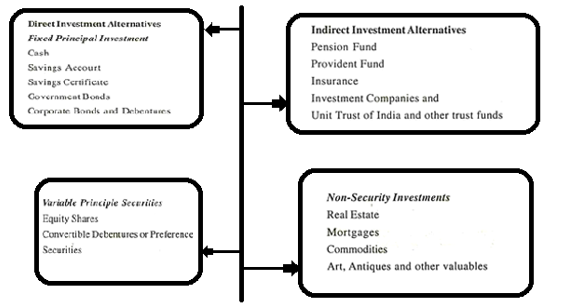 Direct Investment Alternatives
Fixed Principal Investment
Cash
Savings Account
Savings Certificate
Government Bonds
Corporate Bonds and Debentures
Indirect Investment Alternatives
Pension Fund
Provident Fund
Insurance
Investment Companies and
Unit Trust of India and other trust funds
Variable Principle Securities
Equity Shares
Convertible Debentures or Preference
Securities
Non-Security Investments
Real Estate
Mortgages
Commodities
Art, Antiques and other valuables